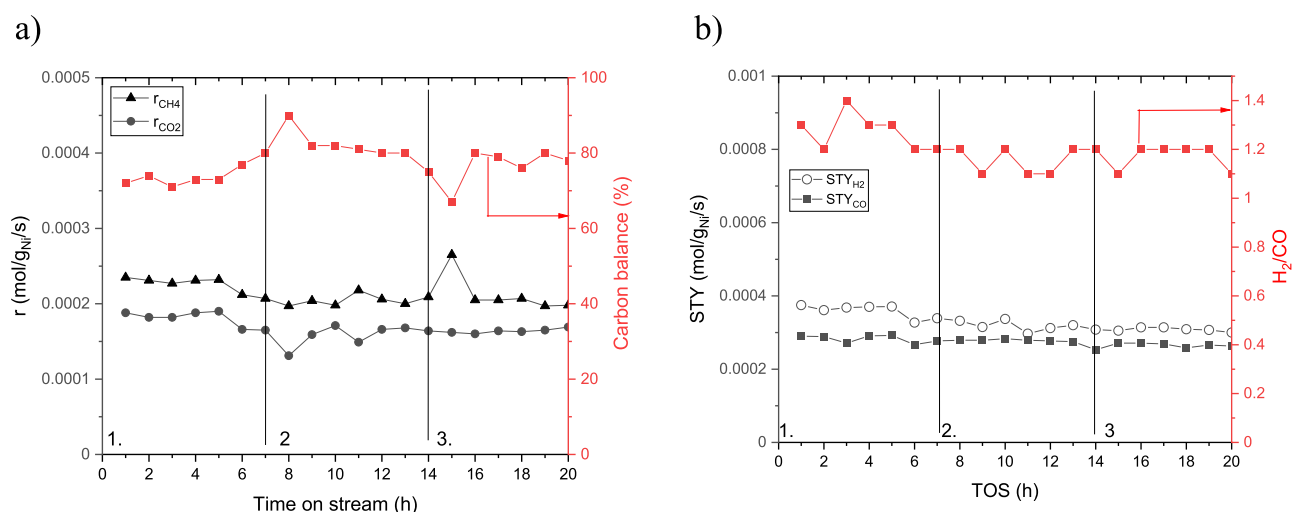 a)
0.0005
0.0004
0.0003
0.0002
0.0001
0
r (mol/gNi/s)
rCH4
rCO2
100
80
60
40
20
0
Carbon balance (%)
1.
2
3.
0 2 4 6 8 10 12 14 16 18 20
Time on stream (h)
b)
0.001
0.0008
0.0006
0.0004
0.0002
0
STY (mol/gNi/s)
STYH2
STYCO
1.4
1.2
1
0.8
0.6
0.4
0.2
0
H2/CO
1.
2.
3
0 2 4 6 8 10 12 14 16 18 20
TOS (h)